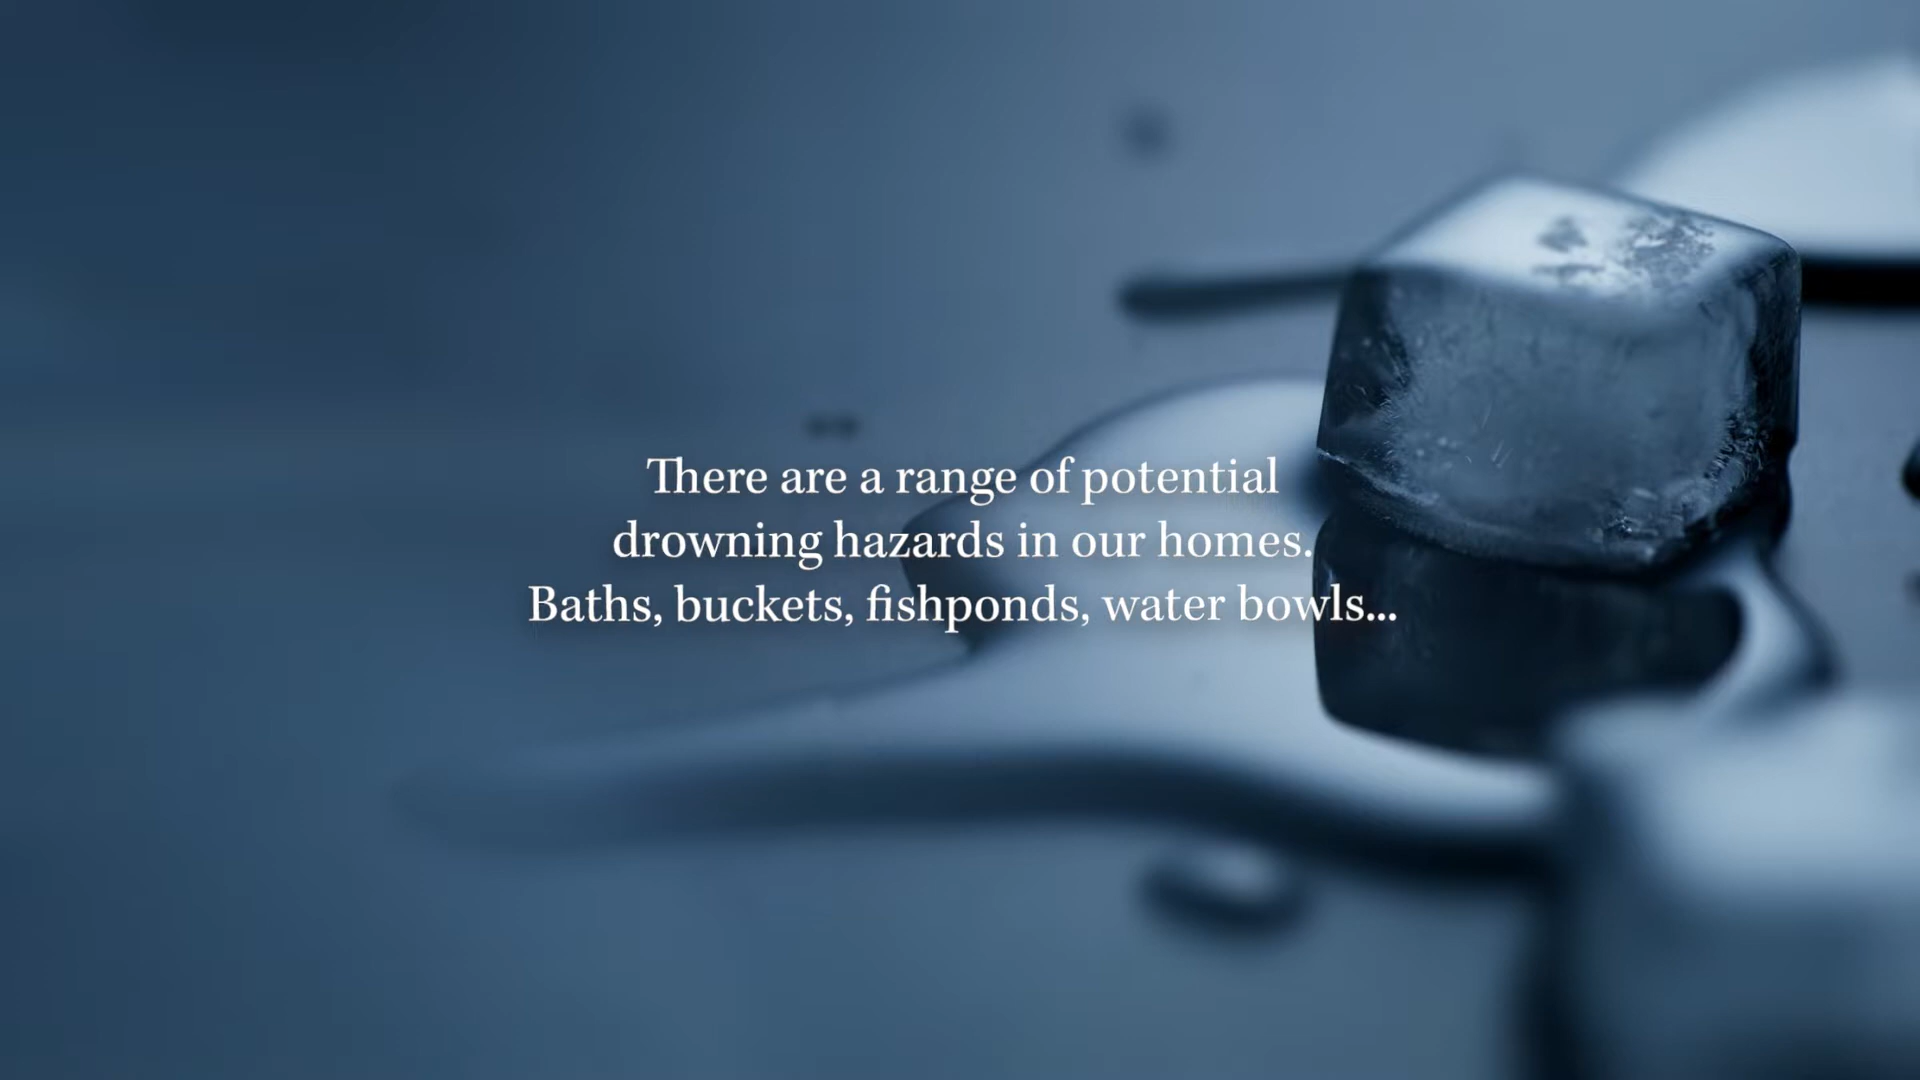 There are a range of potential
drowning hazards in our homes.
Baths, buckets, fishponds, water bowls...